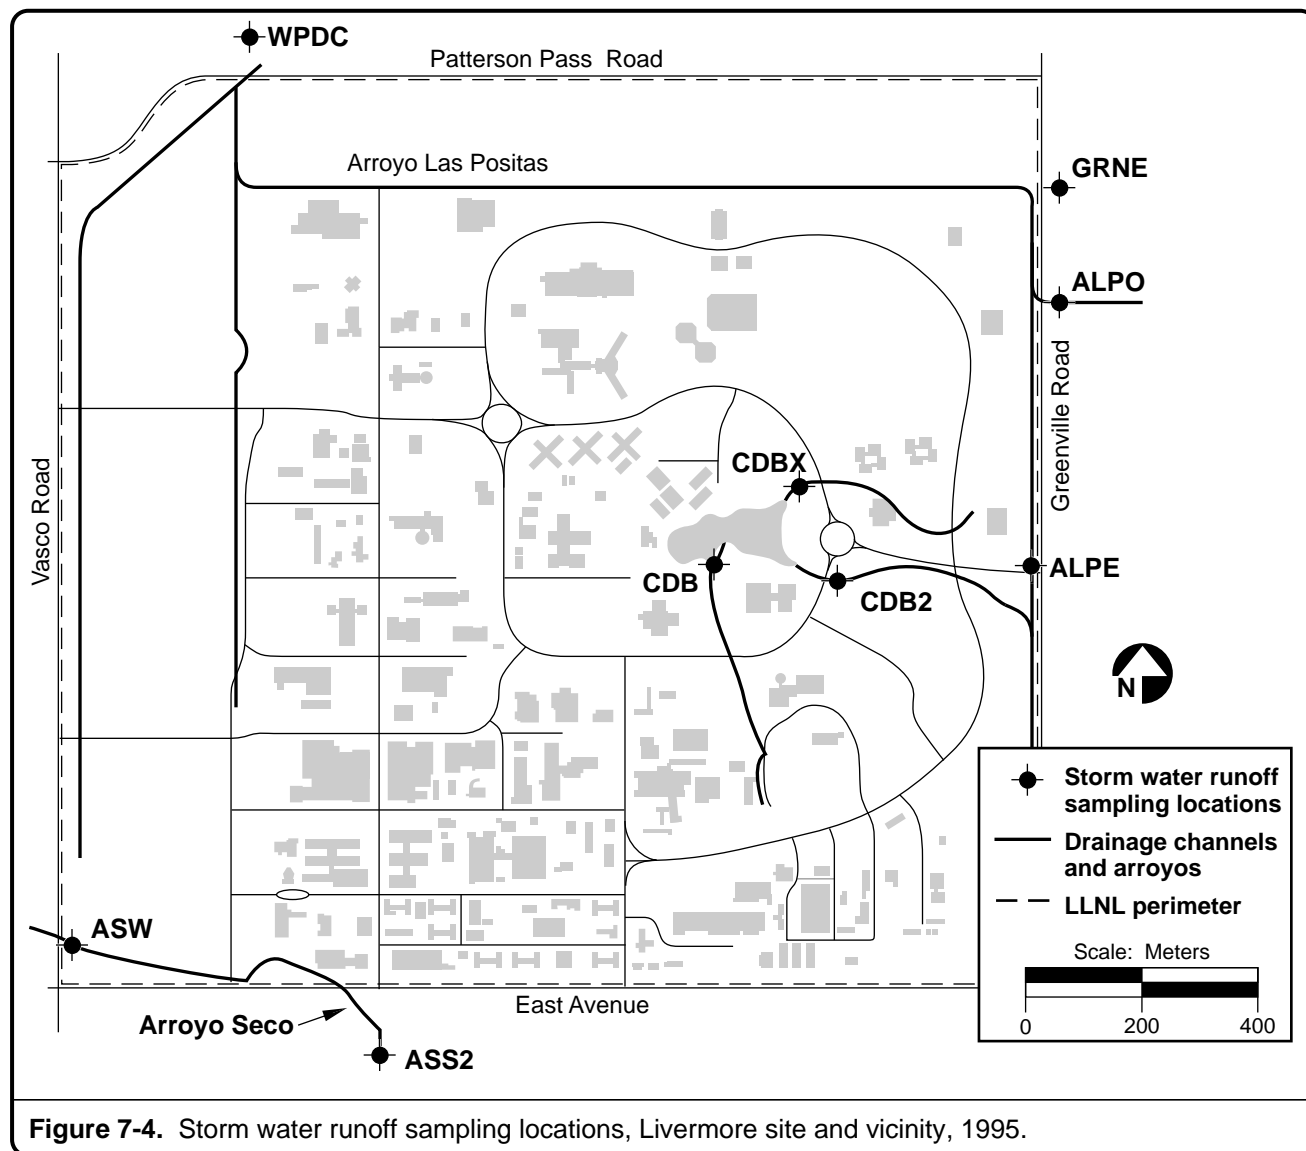 WPDC
Patterson Pass Road
Arroyo Las Positas
GRNE
ALPO
Greenville Road
Vasco Road
CDBX
CDB
CDB2
ALPE
N
Storm water runoff
sampling locations
Drainage channels
and arroyos
LLNL perimeter
Scale: Meters
0 200 400
ASW
Arroyo Seco
East Avenue
ASS2
Figure 7-4. Storm water runoff sampling locations, Livermore site and vicinity, 1995.